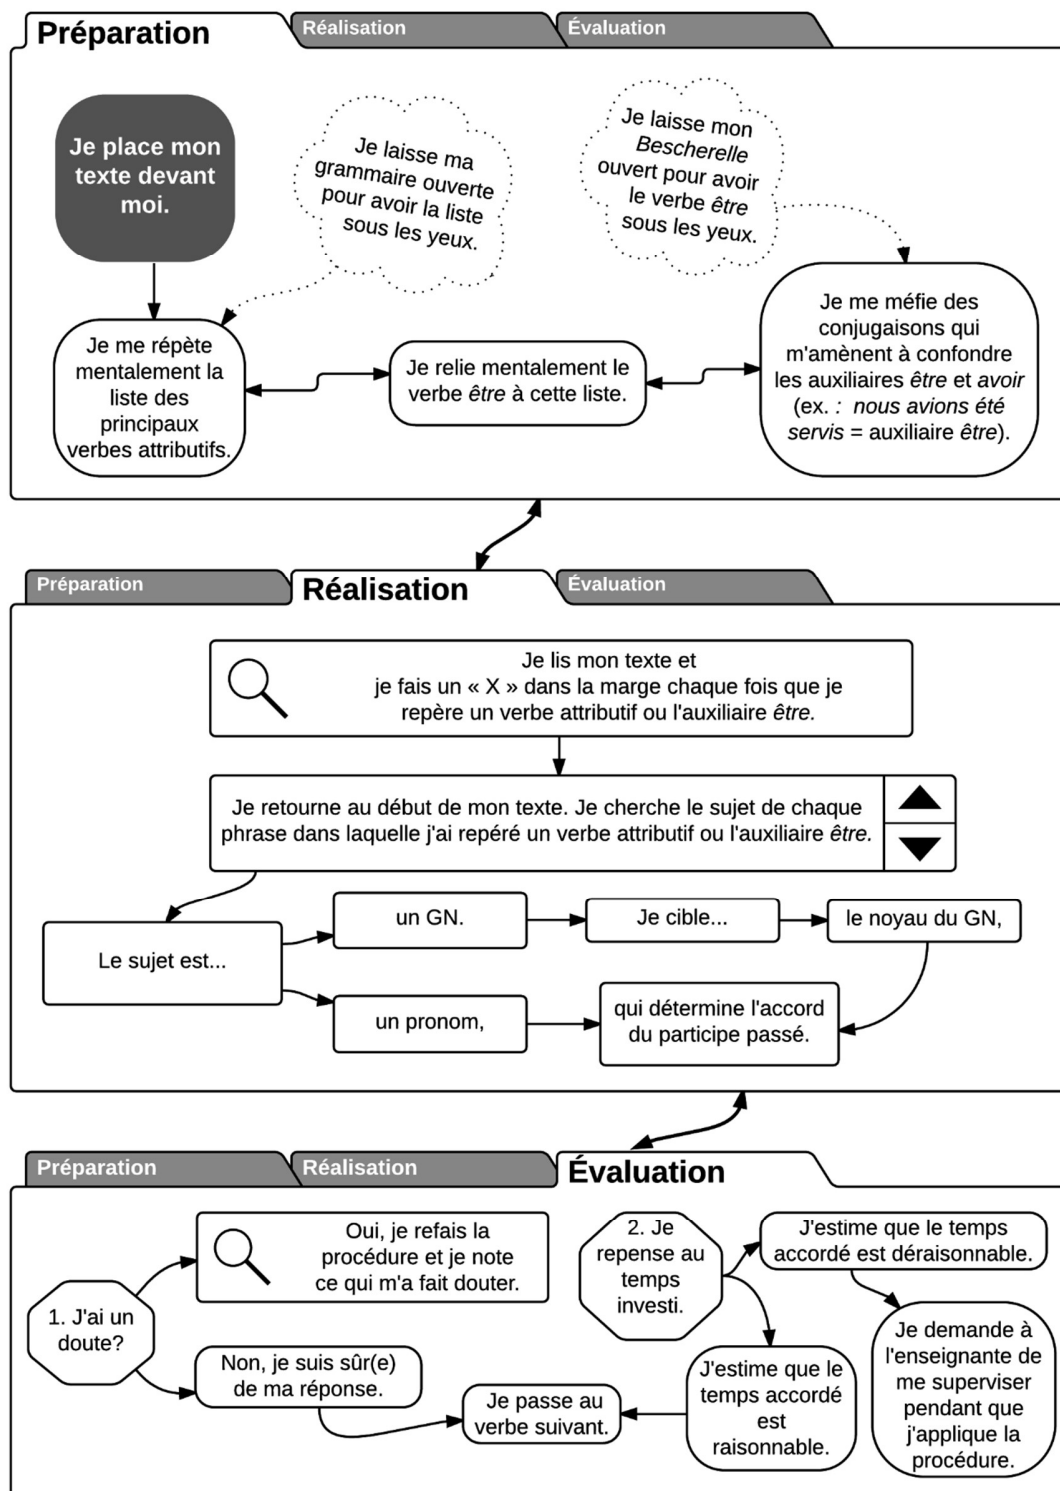 Préparation
Réalisation
Évaluation
Je place mon
texte devant
moi.
Je laisse ma
grammaire ouverte
pour avoir la liste
sous les yeux.
Je laisse mon
Bescherelle
ouvert pour avoir
le verbe être
sous les yeux.
Je me répète
mentalement la
liste des
principaux
verbes attributifs.
Je relie mentalement le
verbe être à cette liste.
Je me méfie des
conjugaisons qui
m'amènent à confondre
les auxiliaires être et avoir
(ex. : nous avions été
servis = auxiliaire être).
Préparation
Réalisation
Évaluation
Je lis mon texte et
je fais un « X » dans la marge chaque fois que je
repère un verbe attributif ou l'auxiliaire être.
Je retourne au début de mon texte. Je cherche le sujet de chaque
phrase dans laquelle j'ai repéré un verbe attributif ou l'auxiliaire être.
Le sujet est...
un GN.
Je cible...
le noyau du GN,
un pronom,
qui détermine l'accord
du participe passé.
Préparation
Réalisation
Évaluation
1. J'ai un
doute?
Oui, je refais la
procédure et je note
ce qui m'a fait douter.
Non, je suis sûr(e)
de ma réponse.
Je passe au
verbe suivant.
2. Je
repense au
temps
investi.
J'estime que le temps
accordé est déraisonnable.
J'estime que le
temps accordé
est
raisonnable.
Je demande à
l'enseignante de
me superviser
pendant que
j'applique la
procédure.